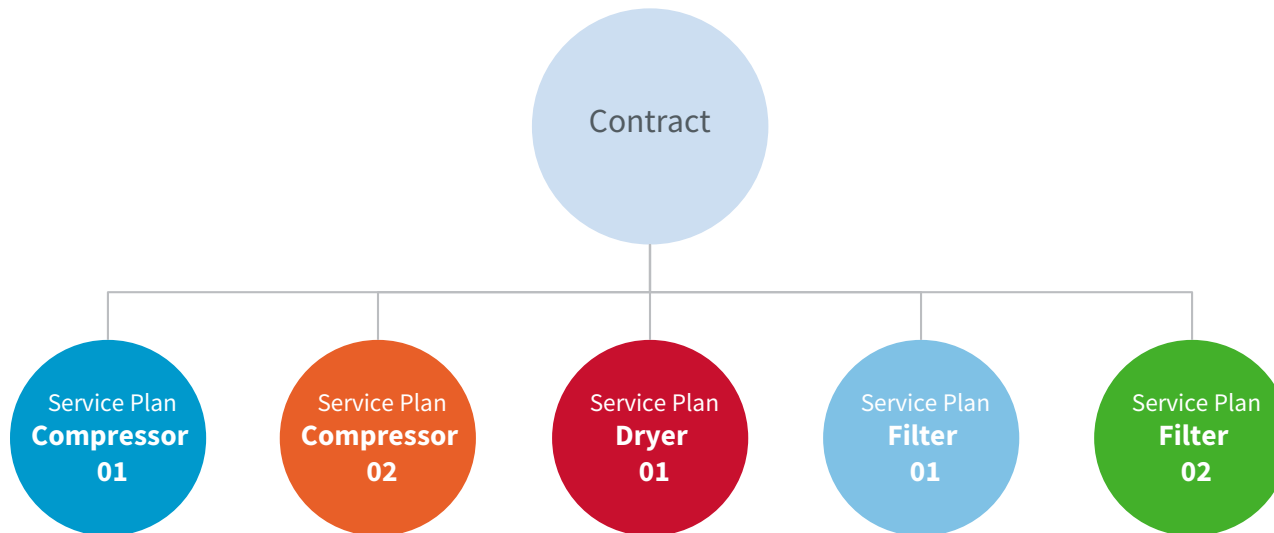 Contract
Service Plan
Compressor
01
Service Plan
Compressor
02
Service Plan
Dryer
01
Service Plan
Filter
01
Service Plan
Filter
02